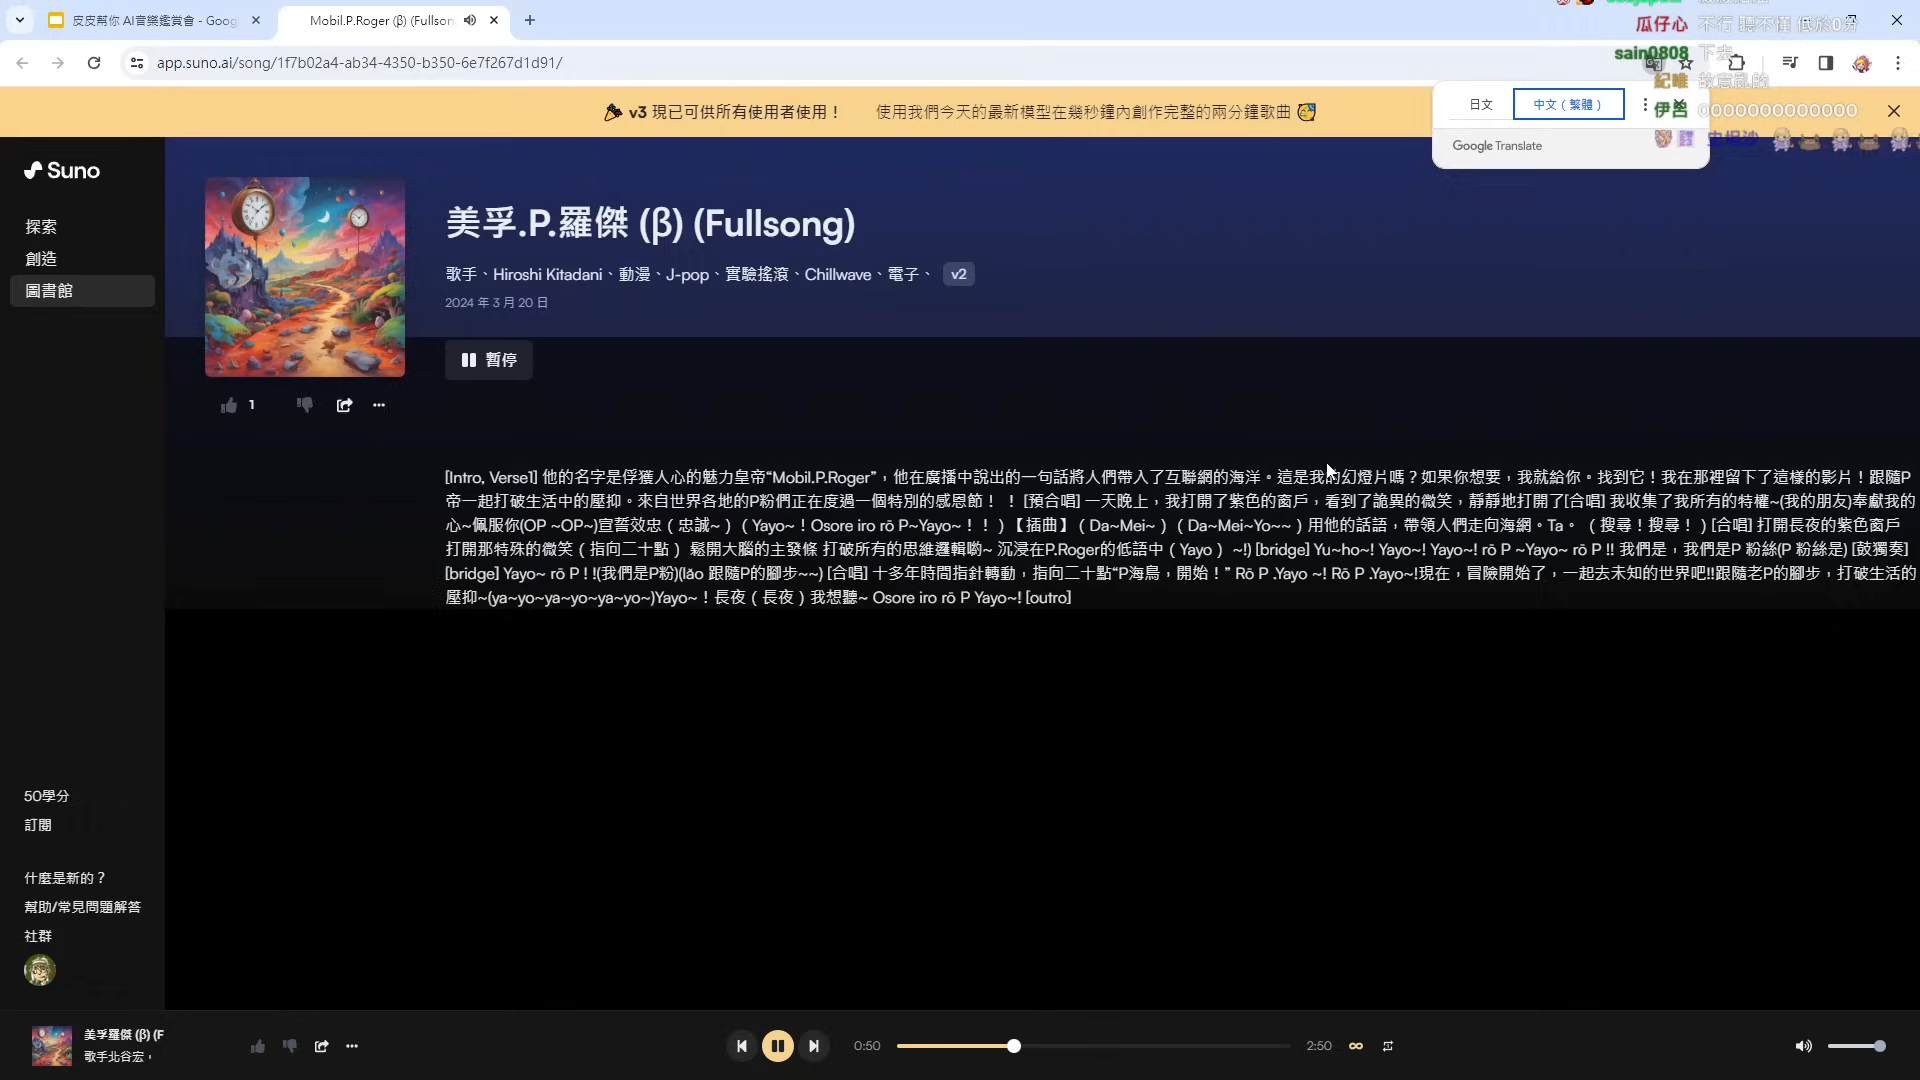 皮皮幫你 AI音樂鑑賞會 - Goog
Mobil.P.Roger (β) (Fullson
瓜仔心 不行 聽不懂 低於0分
sain0808 下去
app.suno.ai/song/1f7b02a4-ab34-4350-b350-6e7f267d1d91/
紀唯 故意亂的
v3 現已可供所有使用者使用！ 使用我們今天的最新模型在幾秒鐘內創作完整的兩分鐘歌曲
日文 中文（繁體）
伊呂 0000000000000
Google Translate
Suno
探索
創造
圖書館
美孚.P.羅傑 (β) (Fullsong)
歌手、Hiroshi Kitadani、動漫、J-pop、實驗搖滾、Chillwave、電子、 v2
2024 年 3 月 20 日
暫停
1
[Intro, Verse1] 他的名字是俘獲人心的魅力皇帝“Mobil.P.Roger”，他在廣播中說出的一句話將人們帶入了互聯網的海洋。這是我的幻燈片嗎？如果你想要，我就給你。找到它！我在那裡留下了這樣的影片！跟隨P
帝一起打破生活中的壓抑。來自世界各地的P粉們正在度過一個特別的感恩節！ ！ [預合唱] 一天晚上，我打開了紫色的窗戶，看到了詭異的微笑，靜靜地打開了[合唱] 我收集了我所有的特權~(我的朋友)奉獻我的
心~佩服你(OP ~OP~)宣誓效忠（忠誠~）（Yayo~！Osore iro rō P~Yayo~！！）【插曲】（Da~Mei~）（Da~Mei~Yo~~）用他的話語，帶領人們走向海網。Ta。 （搜尋！搜尋！）[合唱] 打開長夜的紫色窗戶
打開那特殊的微笑（指向二十點） 鬆開大腦的主發條 打破所有的思維邏輯喲~ 沉浸在P.Roger的低語中（Yayo） ~!) [bridge] Yu~ho~! Yayo~! Yayo~! rō P ~Yayo~ rō P !! 我們是，我們是P 粉絲(P 粉絲是) [鼓獨奏]
[bridge] Yayo~ rō P ! !(我們是P粉)(lǎo 跟隨P的腳步~~) [合唱] 十多年時間指針轉動，指向二十點“P海鳥，開始！” Rō P .Yayo ~! Rō P .Yayo~!現在，冒險開始了，一起去未知的世界吧!!跟隨老P的腳步，打破生活的
壓抑~(ya~yo~ya~yo~ya~yo~)Yayo~！長夜（長夜）我想聽~ Osore iro rō P Yayo~! [outro]
50學分
訂閱
什麼是新的？
幫助/常見問題解答
社群
美孚羅傑 (β) (F
歌手北谷宏，
0:50
2:50